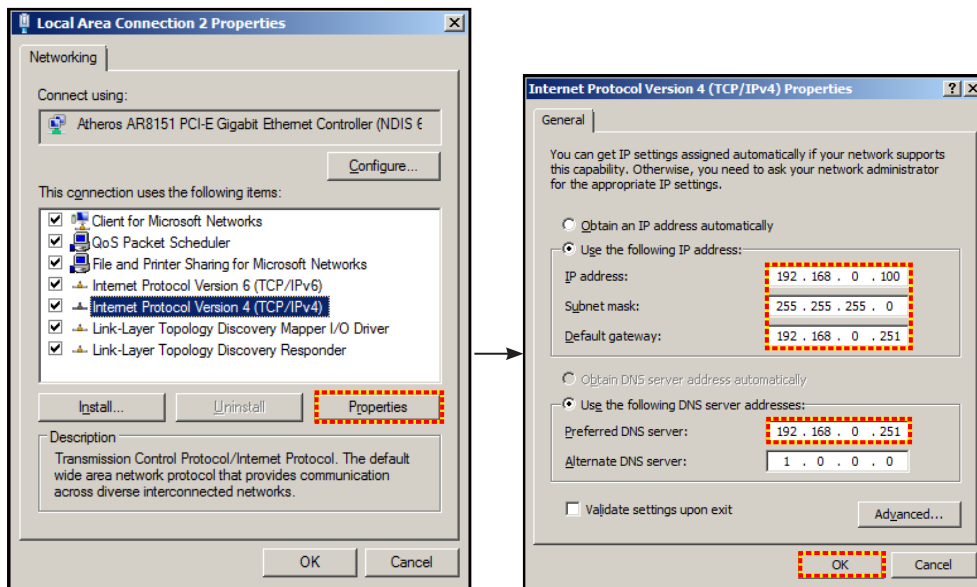 Local Area Connection 2 Properties
Networking
Connect using:
Atheros AR8151 PCI-E Gigabit Ethernet Controller (NDIS 6
Configure...
This connection uses the following items:
Client for Microsoft Networks
QoS Packet Scheduler
File and Printer Sharing for Microsoft Networks
Internet Protocol Version 6 (TCP/IPv6)
Internet Protocol Version 4 (TCP/IPv4)
Link-Layer Topology Discovery Mapper I/O Driver
Link-Layer Topology Discovery Responder
Install...
Uninstall
Properties
Description
Transmission Control Protocol/Internet Protocol. The default
wide area network protocol that provides communication
across diverse interconnected networks.
OK
Cancel
Internet Protocol Version 4 (TCP/IPv4) Properties
General
You can get IP settings assigned automatically if your network supports
this capability. Otherwise, you need to ask your network administrator
for the appropriate IP settings.
Obtain an IP address automatically
Use the following IP address:
IP address: 192 . 168 . 0 . 100
Subnet mask: 255 . 255 . 255 . 0
Default gateway: 192 . 168 . 0 . 251
Obtain DNS server address automatically
Use the following DNS server addresses:
Preferred DNS server: 192 . 168 . 0 . 251
Alternate DNS server: 1 . 0 . 0 . 0
Validate settings upon exit
Advanced...
OK
Cancel